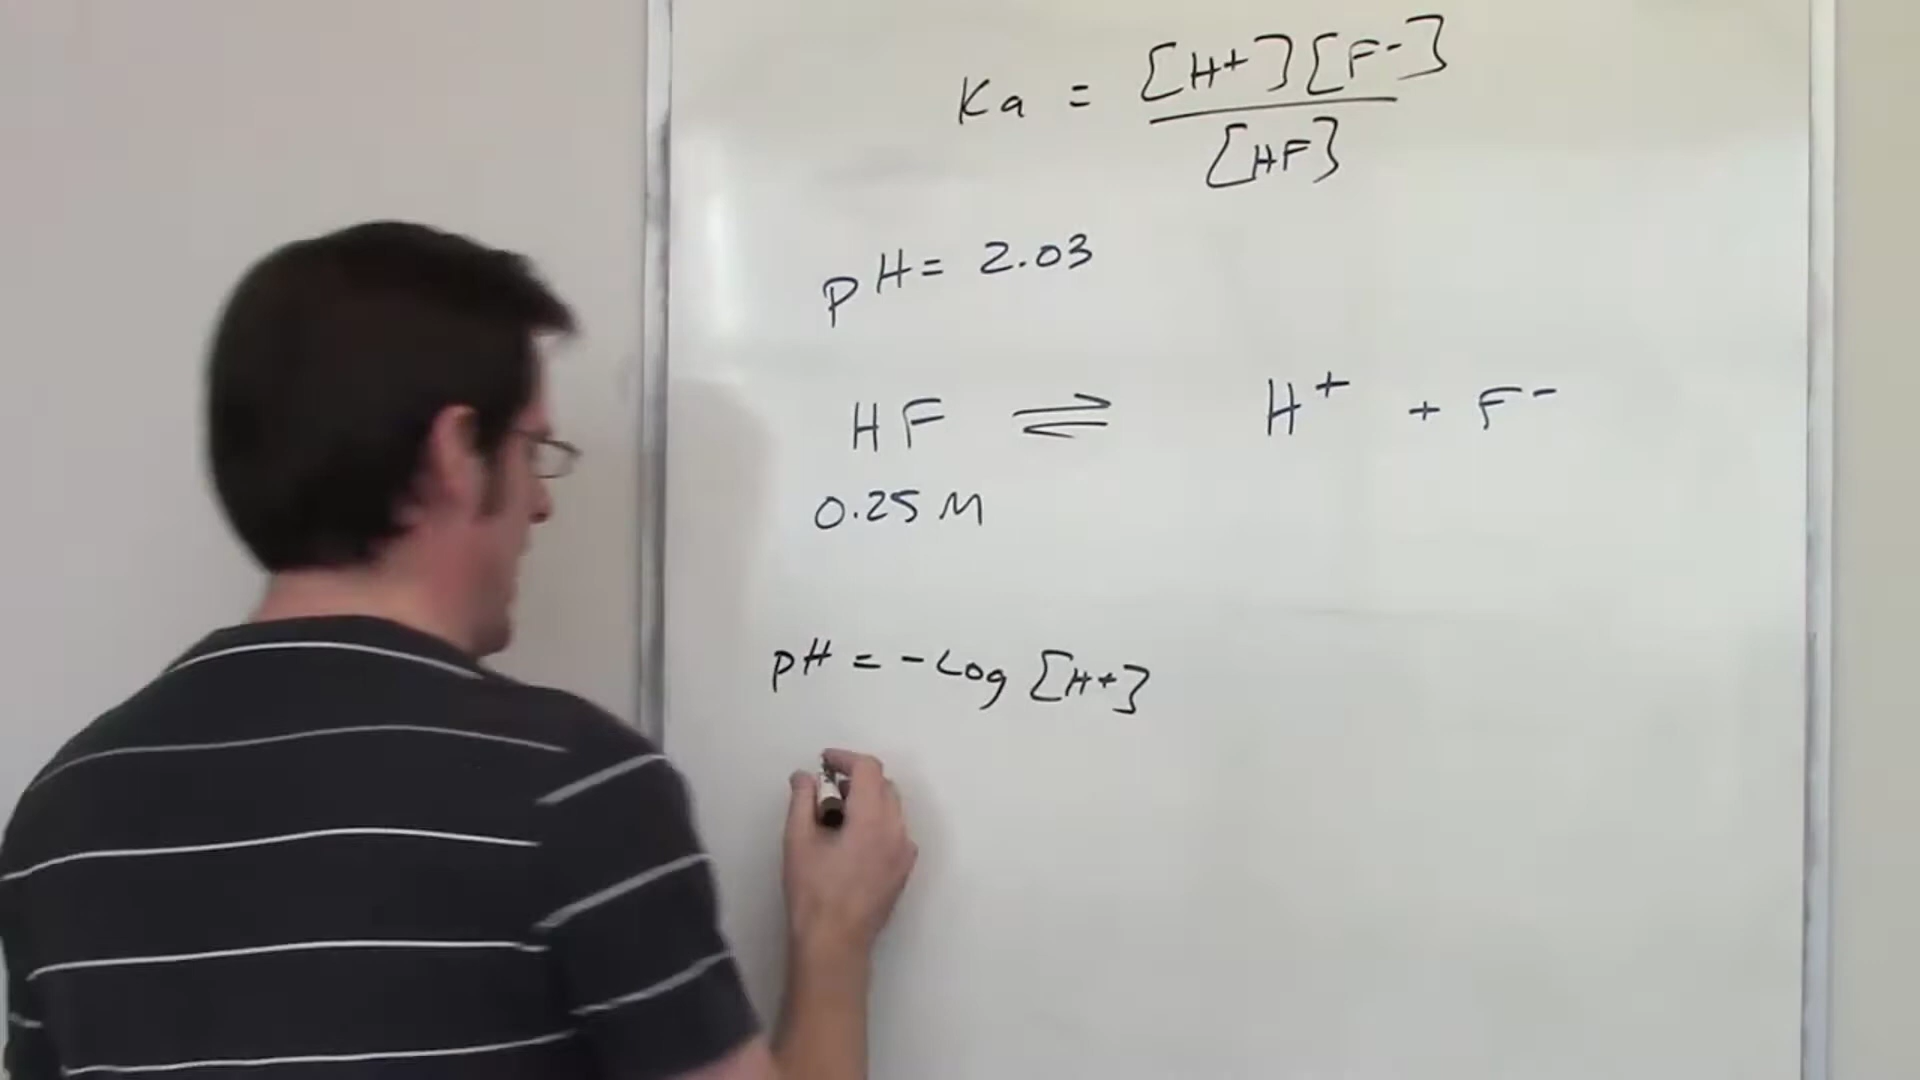 Ka = [H+][F-]
[HF]
pH = 2.03
HF ⇌ H+ + F-
0.25 M
pH = -Log [H+]